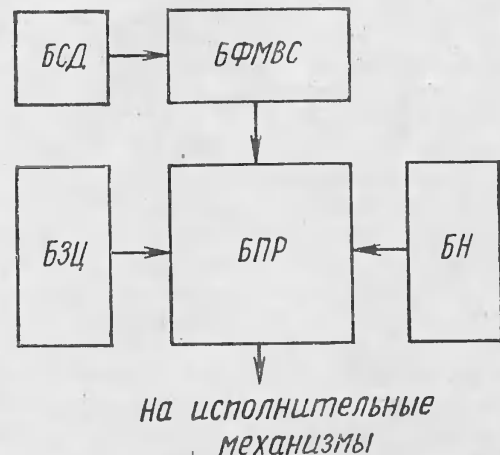 БСД
БФМВС
БЗЦ
БПР
БН
На исполнительные
механизмы